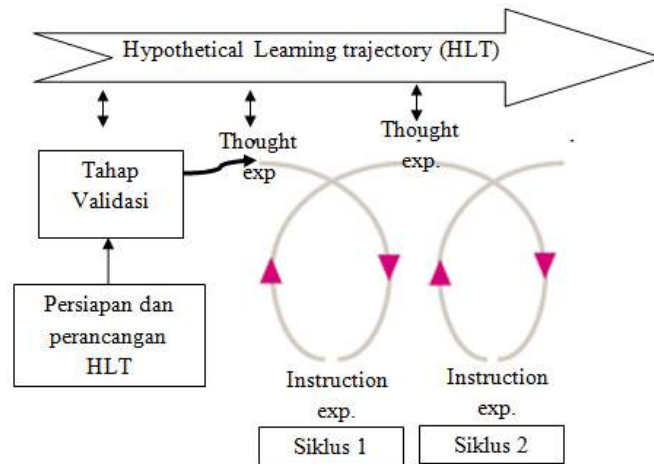 Hypothetical Learning trajectory (HLT)
Thought
exp
Thought
exp.
Tahap
Validasi
Persiapan dan
perancangan
HLT
Instruction
exp.
Instruction
exp.
Siklus 1
Siklus 2